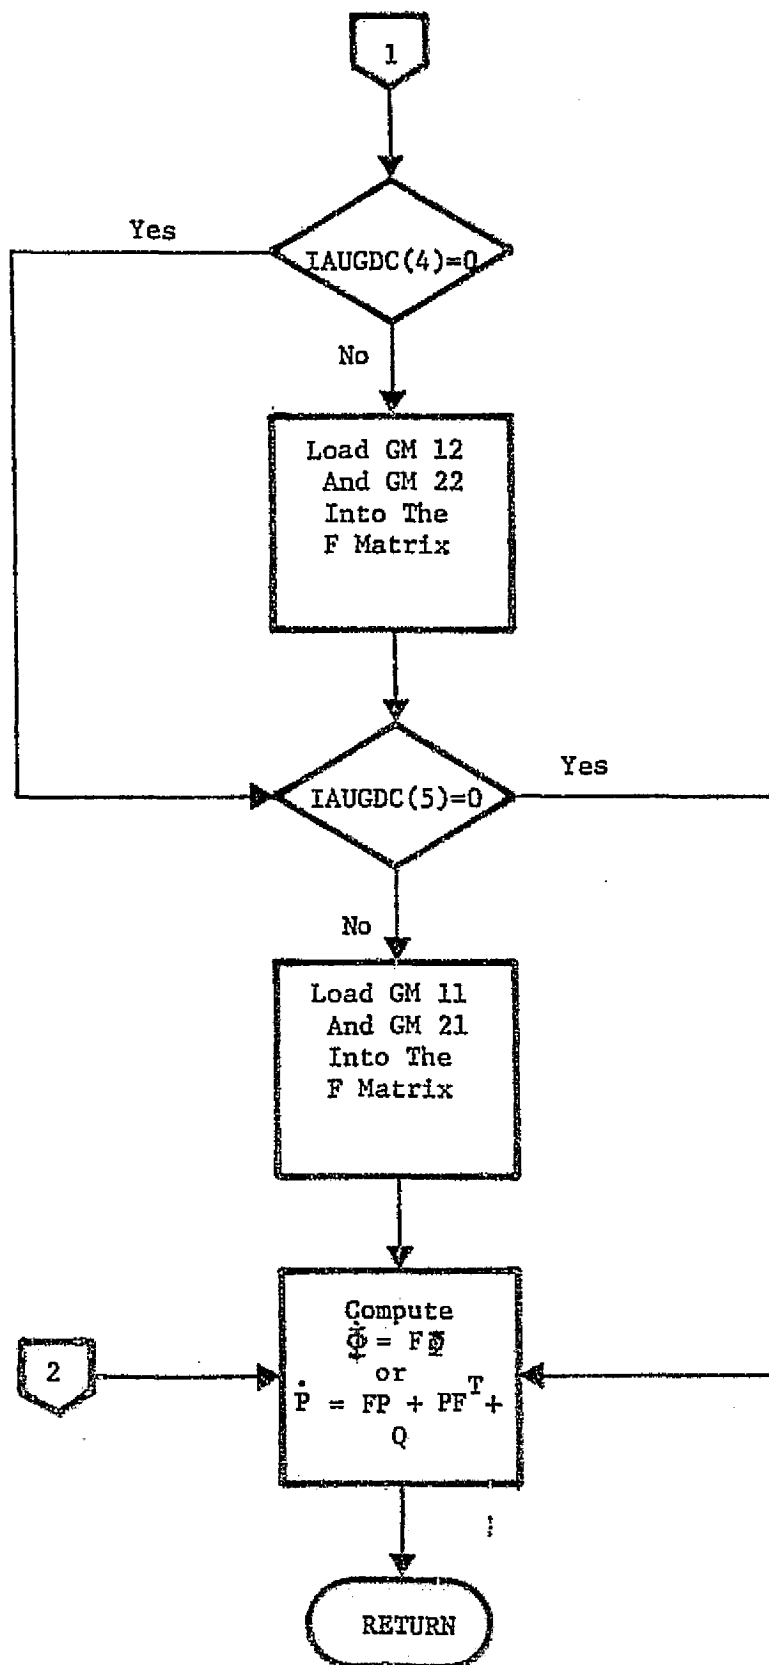 1
Yes
IAUGDC(4)=0
No
Load GM 12
And GM 22
Into The
F Matrix
IAUGDC(5)=0
Yes
No
Load GM 11
And GM 21
Into The
F Matrix
2
Compute
Φ̇ = FΦ
or
Ṗ = FP + PF^T +
Q
RETURN